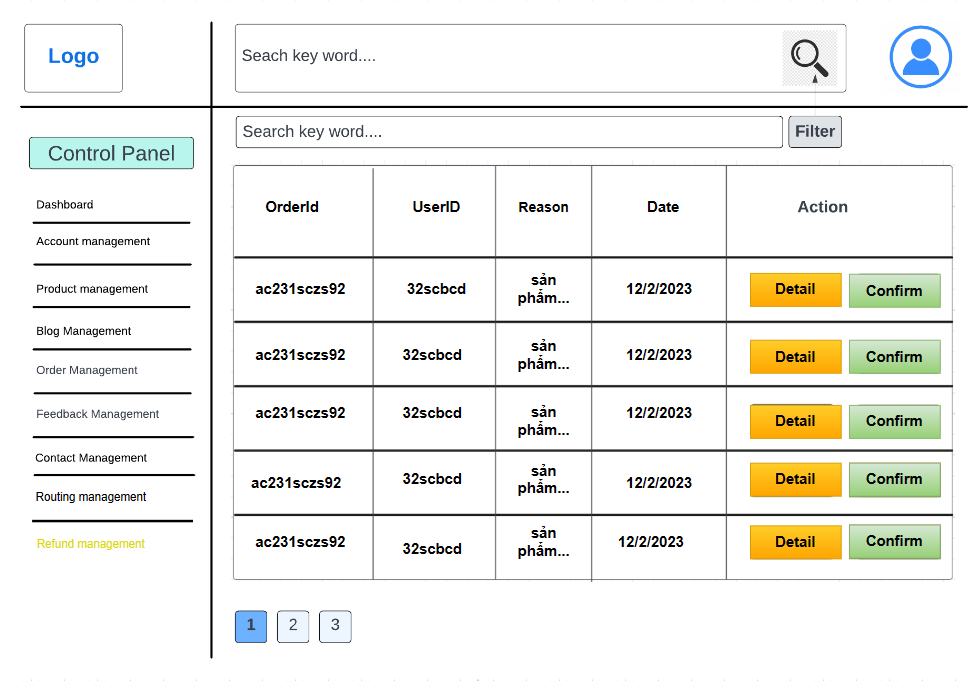 Logo
Seach key word....
Search key word....
Filter
Control Panel
Dashboard
Account management
Product management
Blog Management
Order Management
Feedback Management
Contact Management
Routing management
Refund management
OrderId
UserID
Reason
Date
Action
ac231sczs92
32scbcd
sản
phẩm...
12/2/2023
Detail
Confirm
ac231sczs92
32scbcd
sản
phẩm...
12/2/2023
Detail
Confirm
ac231sczs92
32scbcd
sản
phẩm...
12/2/2023
Detail
Confirm
ac231sczs92
32scbcd
sản
phẩm...
12/2/2023
Detail
Confirm
ac231sczs92
32scbcd
sản
phẩm...
12/2/2023
Detail
Confirm
1
2
3